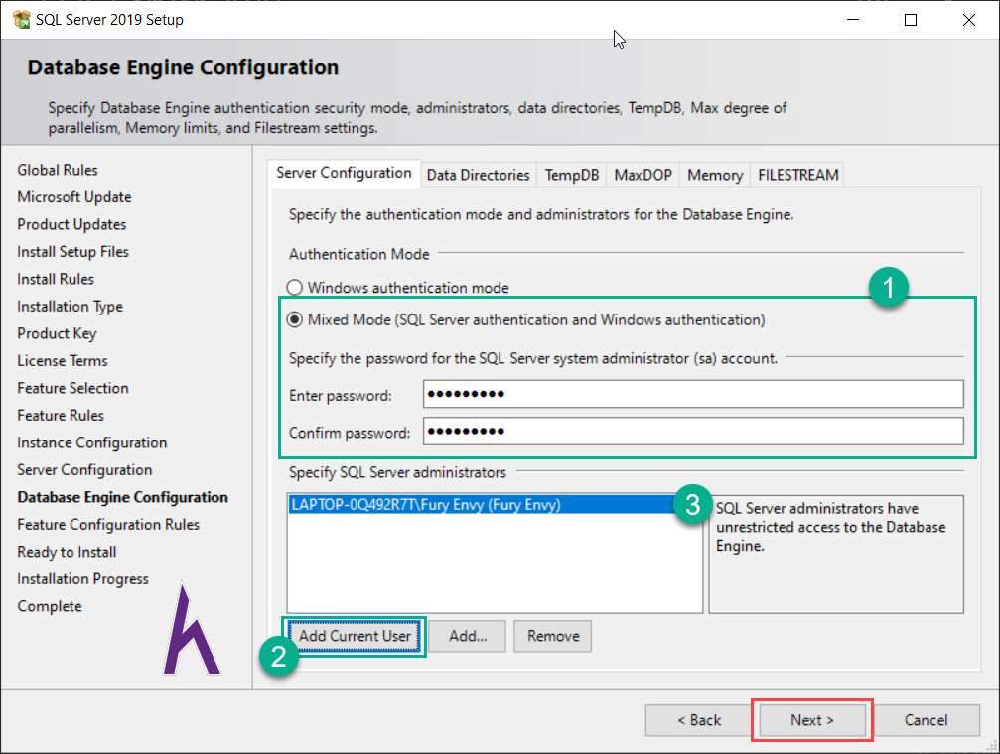 SQL Server 2019 Setup
Database Engine Configuration
Specify Database Engine authentication security mode, administrators, data directories, TempDB, Max degree of
parallelism, Memory limits, and Filestream settings.
Global Rules
Microsoft Update
Product Updates
Install Setup Files
Install Rules
Installation Type
Product Key
License Terms
Feature Selection
Feature Rules
Instance Configuration
Server Configuration
Database Engine Configuration
Feature Configuration Rules
Ready to Install
Installation Progress
Complete
h
Server Configuration Data Directories TempDB MaxDOP Memory FILESTREAM
Specify the authentication mode and administrators for the Database Engine.
Authentication Mode
Windows authentication mode
1
Mixed Mode (SQL Server authentication and Windows authentication)
Specify the password for the SQL Server system administrator (sa) account.
Enter password: ●●●●●●●●●
Confirm password: ●●●●●●●●●
Specify SQL Server administrators
LAPTOP-0Q492R7T\Fury Envy (Fury Envy)
3
SQL Server administrators have
unrestricted access to the Database
Engine.
2
Add Current User Add... Remove
< Back Next > Cancel